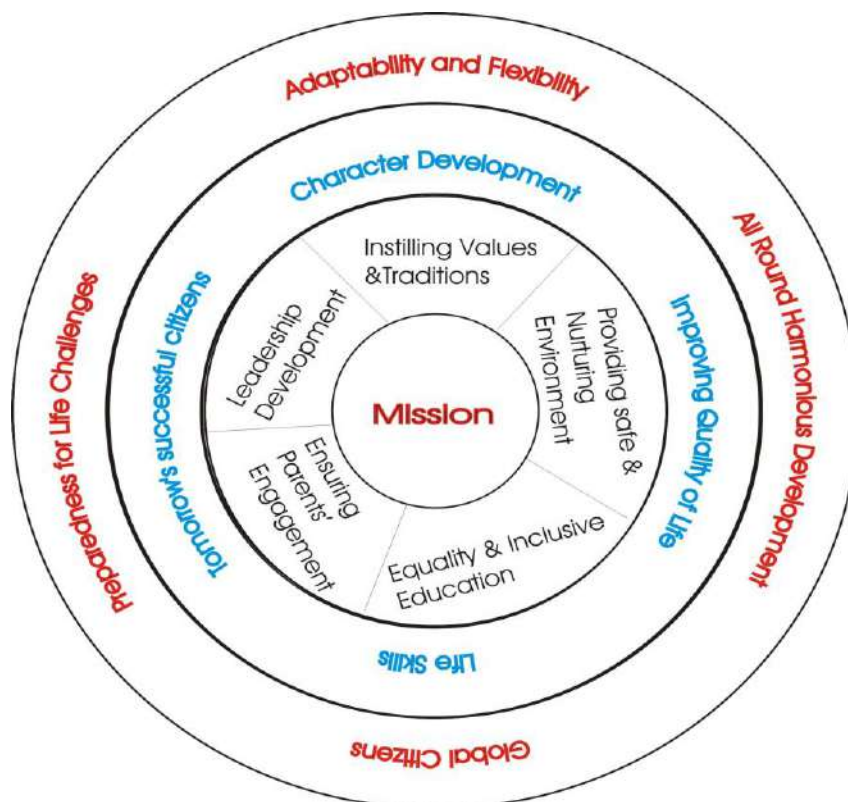 Adaptability and Flexibility
All Round Harmonious Development
Global Citizens
Preparedness for Life Challenges
Character Development
Improving Quality of Life
Life Skills
Tomorrow's successful citizens
Instilling Values
&Traditions
Providing safe &
Nurturing
Environment
Equality & Inclusive
Education
Ensuring
Parents'
Engagement
Leadership
Development
Mission